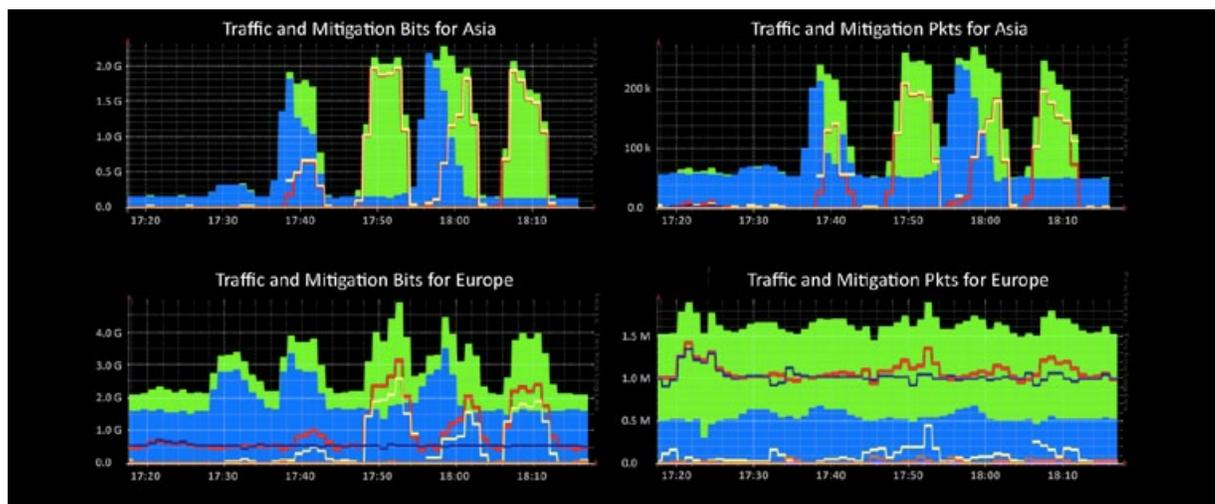 Traffic and Mitigation Bits for Asia
2.0 G
1.5 G
1.0 G
0.5 G
0.0
17:20 17:30 17:40 17:50 18:00 18:10
Traffic and Mitigation Pkts for Asia
200 k
100 k
0.0
17:20 17:30 17:40 17:50 18:00 18:10
Traffic and Mitigation Bits for Europe
4.0 G
3.0 G
2.0 G
1.0 G
0.0
17:20 17:30 17:40 17:50 18:00 18:10
Traffic and Mitigation Pkts for Europe
1.5 M
1.0 M
0.5 M
0.0
17:20 17:30 17:40 17:50 18:00 18:10